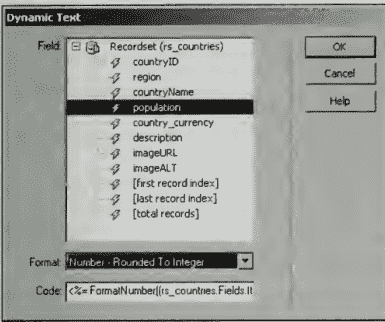 Dynamic Text
Field:
Recordset (rs_countries)
countryID
region
countryName
population
country_currency
description
imageURL
imageALT
[first record index]
[last record index]
[total records]
OK
Cancel
Help
Format: Number - Rounded To Integer
Code: <%= FormatNumber((rs_countries.Fields.It